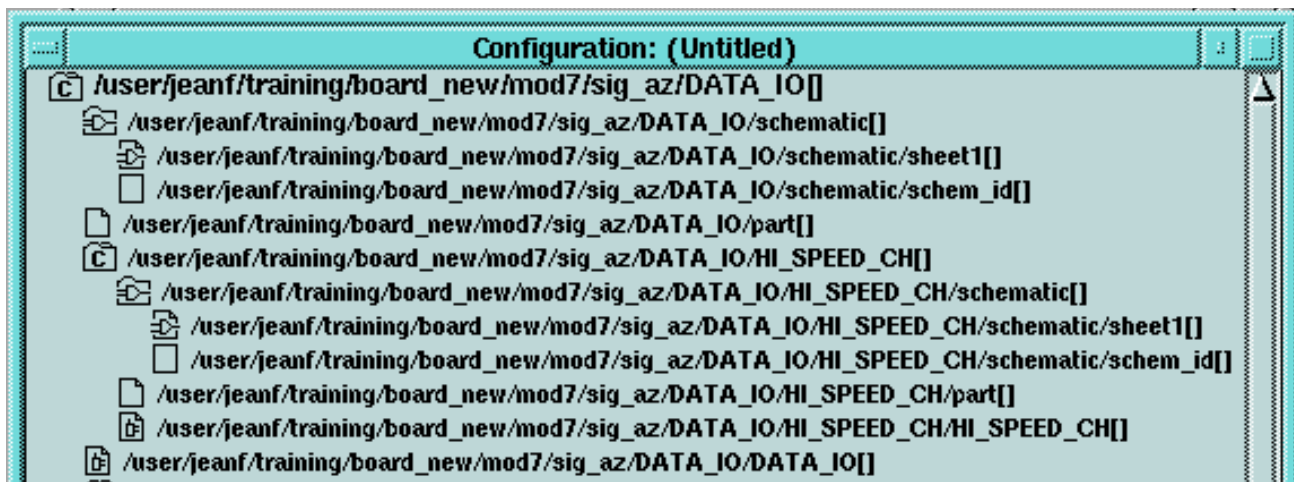 Configuration: (Untitled)
/user/jeanf/training/board_new/mod7/sig_az/DATA_IO[]
/user/jeanf/training/board_new/mod7/sig_az/DATA_IO/schematic[]
/user/jeanf/training/board_new/mod7/sig_az/DATA_IO/schematic/sheet1[]
/user/jeanf/training/board_new/mod7/sig_az/DATA_IO/schematic/schem_id[]
/user/jeanf/training/board_new/mod7/sig_az/DATA_IO/part[]
/user/jeanf/training/board_new/mod7/sig_az/DATA_IO/HI_SPEED_CH[]
/user/jeanf/training/board_new/mod7/sig_az/DATA_IO/HI_SPEED_CH/schematic[]
/user/jeanf/training/board_new/mod7/sig_az/DATA_IO/HI_SPEED_CH/schematic/sheet1[]
/user/jeanf/training/board_new/mod7/sig_az/DATA_IO/HI_SPEED_CH/schematic/schem_id[]
/user/jeanf/training/board_new/mod7/sig_az/DATA_IO/HI_SPEED_CH/part[]
/user/jeanf/training/board_new/mod7/sig_az/DATA_IO/HI_SPEED_CH/HI_SPEED_CH[]
/user/jeanf/training/board_new/mod7/sig_az/DATA_IO/DATA_IO[]